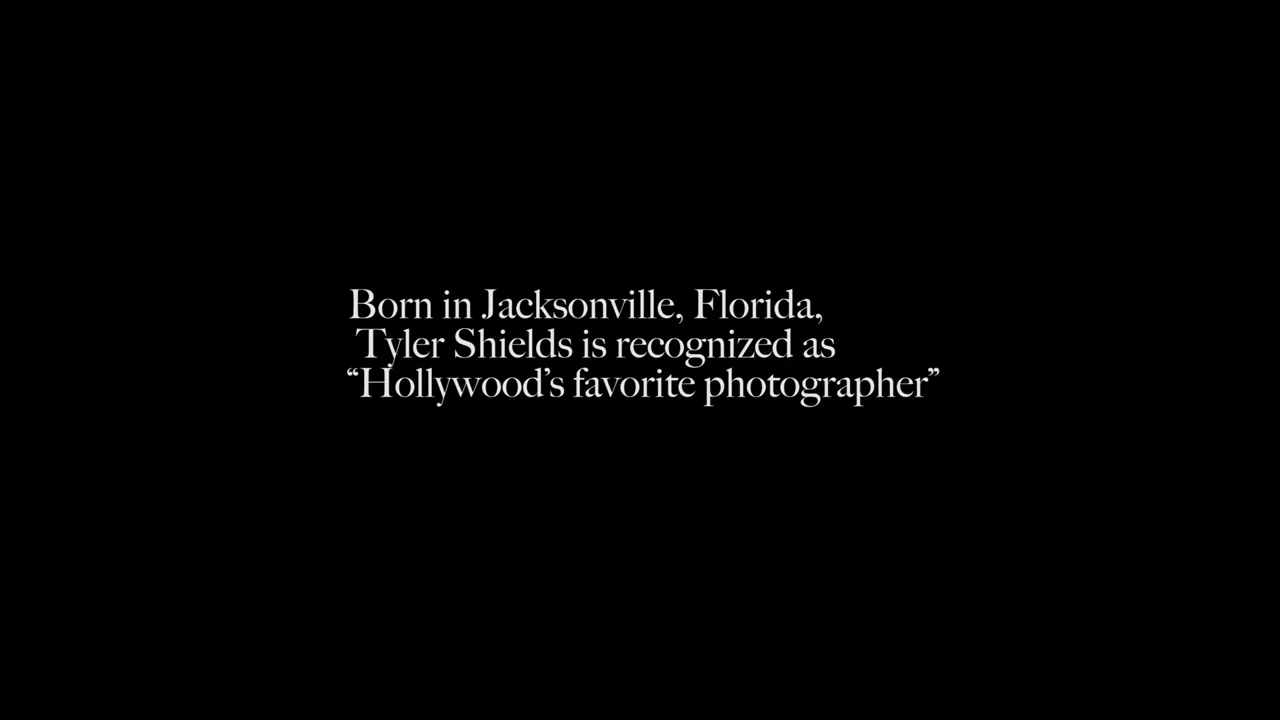 Born in Jacksonville, Florida,
Tyler Shields is recognized as
“Hollywood’s favorite photographer”